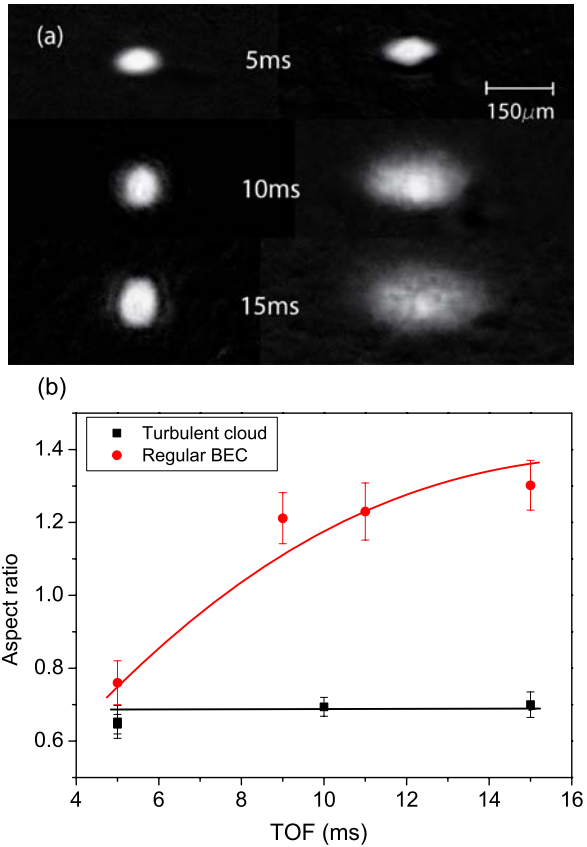 (a)
5ms
150μm
10ms
15ms
(b)
Turbulent cloud
Regular BEC
Aspect ratio
1.4
1.2
1.0
0.8
0.6
4 6 8 10 12 14 16
TOF (ms)